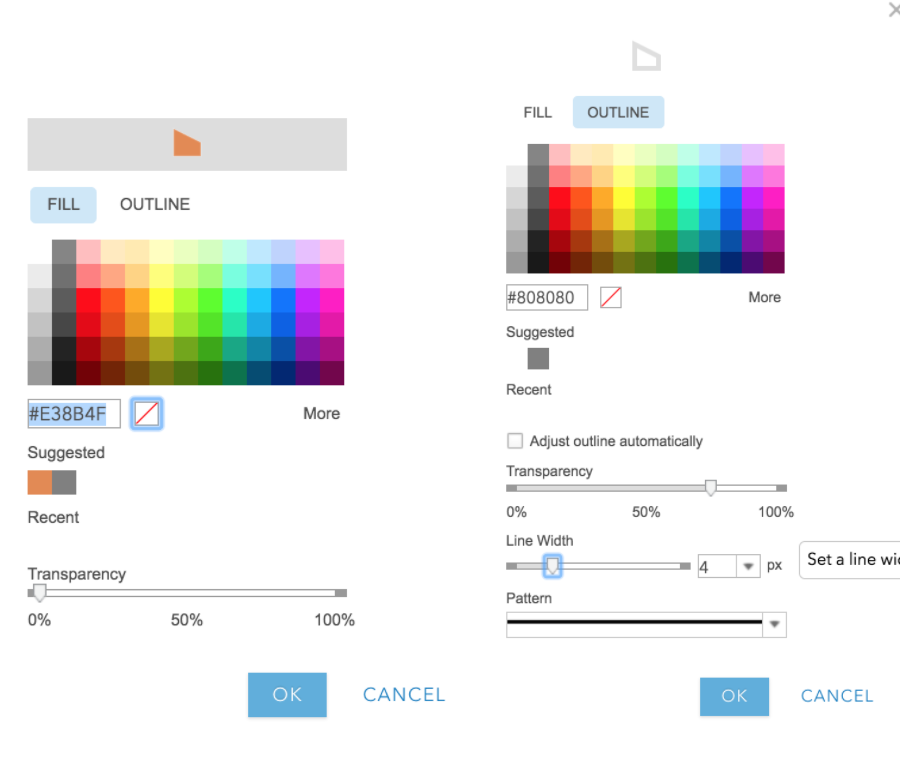 FILL OUTLINE
#E38B4F
More
Suggested
Recent
Transparency
0% 50% 100%
OK CANCEL
FILL OUTLINE
#808080
More
Suggested
Recent
Adjust outline automatically
Transparency
0% 50% 100%
Line Width
4 px
Set a line wi
Pattern
OK CANCEL